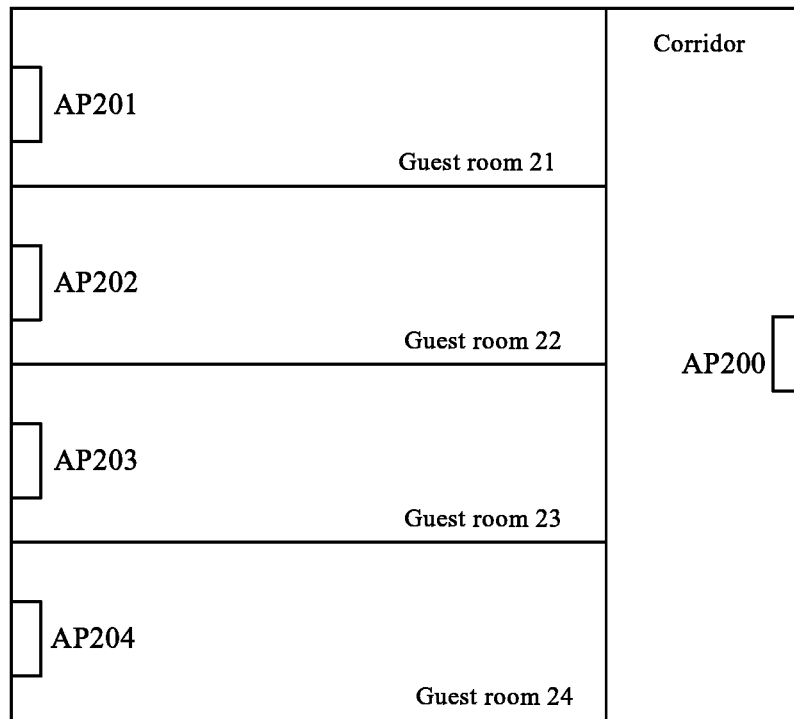 Corridor
AP201
Guest room 21
AP202
Guest room 22
AP200
AP203
Guest room 23
AP204
Guest room 24